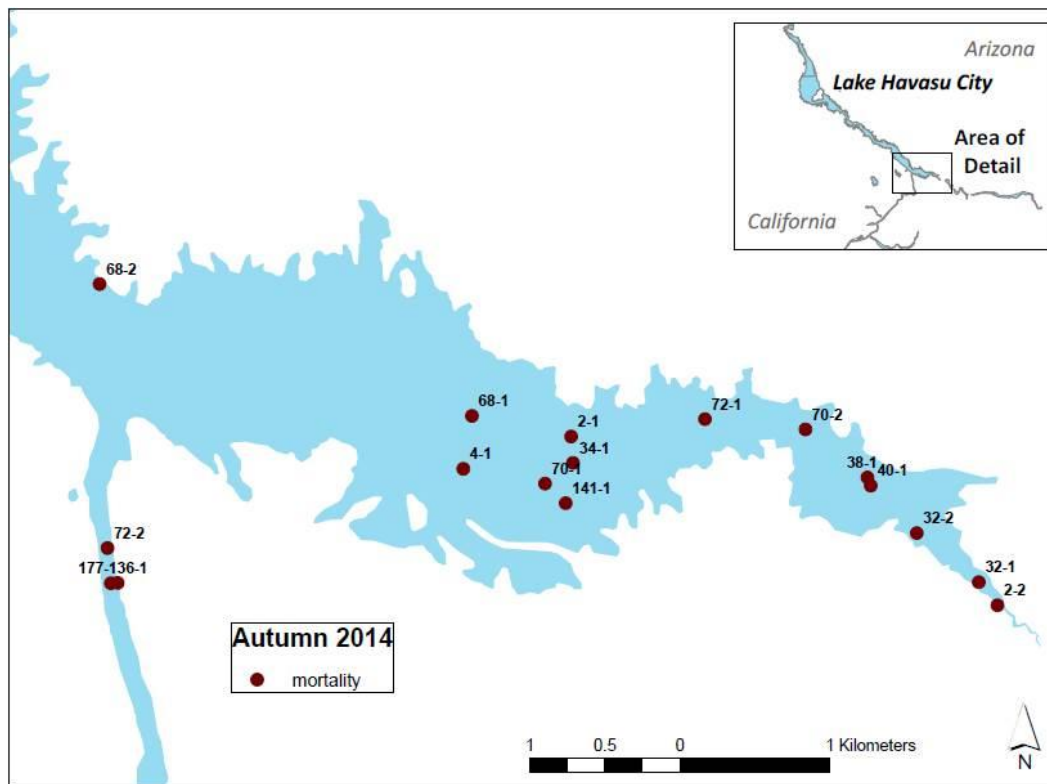 Arizona
Lake Havasu City
Area of
Detail
California
68-2
68-1
2-1
72-1
70-2
34-1
4-1
70-1
38-1
40-1
141-1
32-2
72-2
177-136-1
32-1
2-2
Autumn 2014
mortality
1 0.5 0 1 Kilometers
N